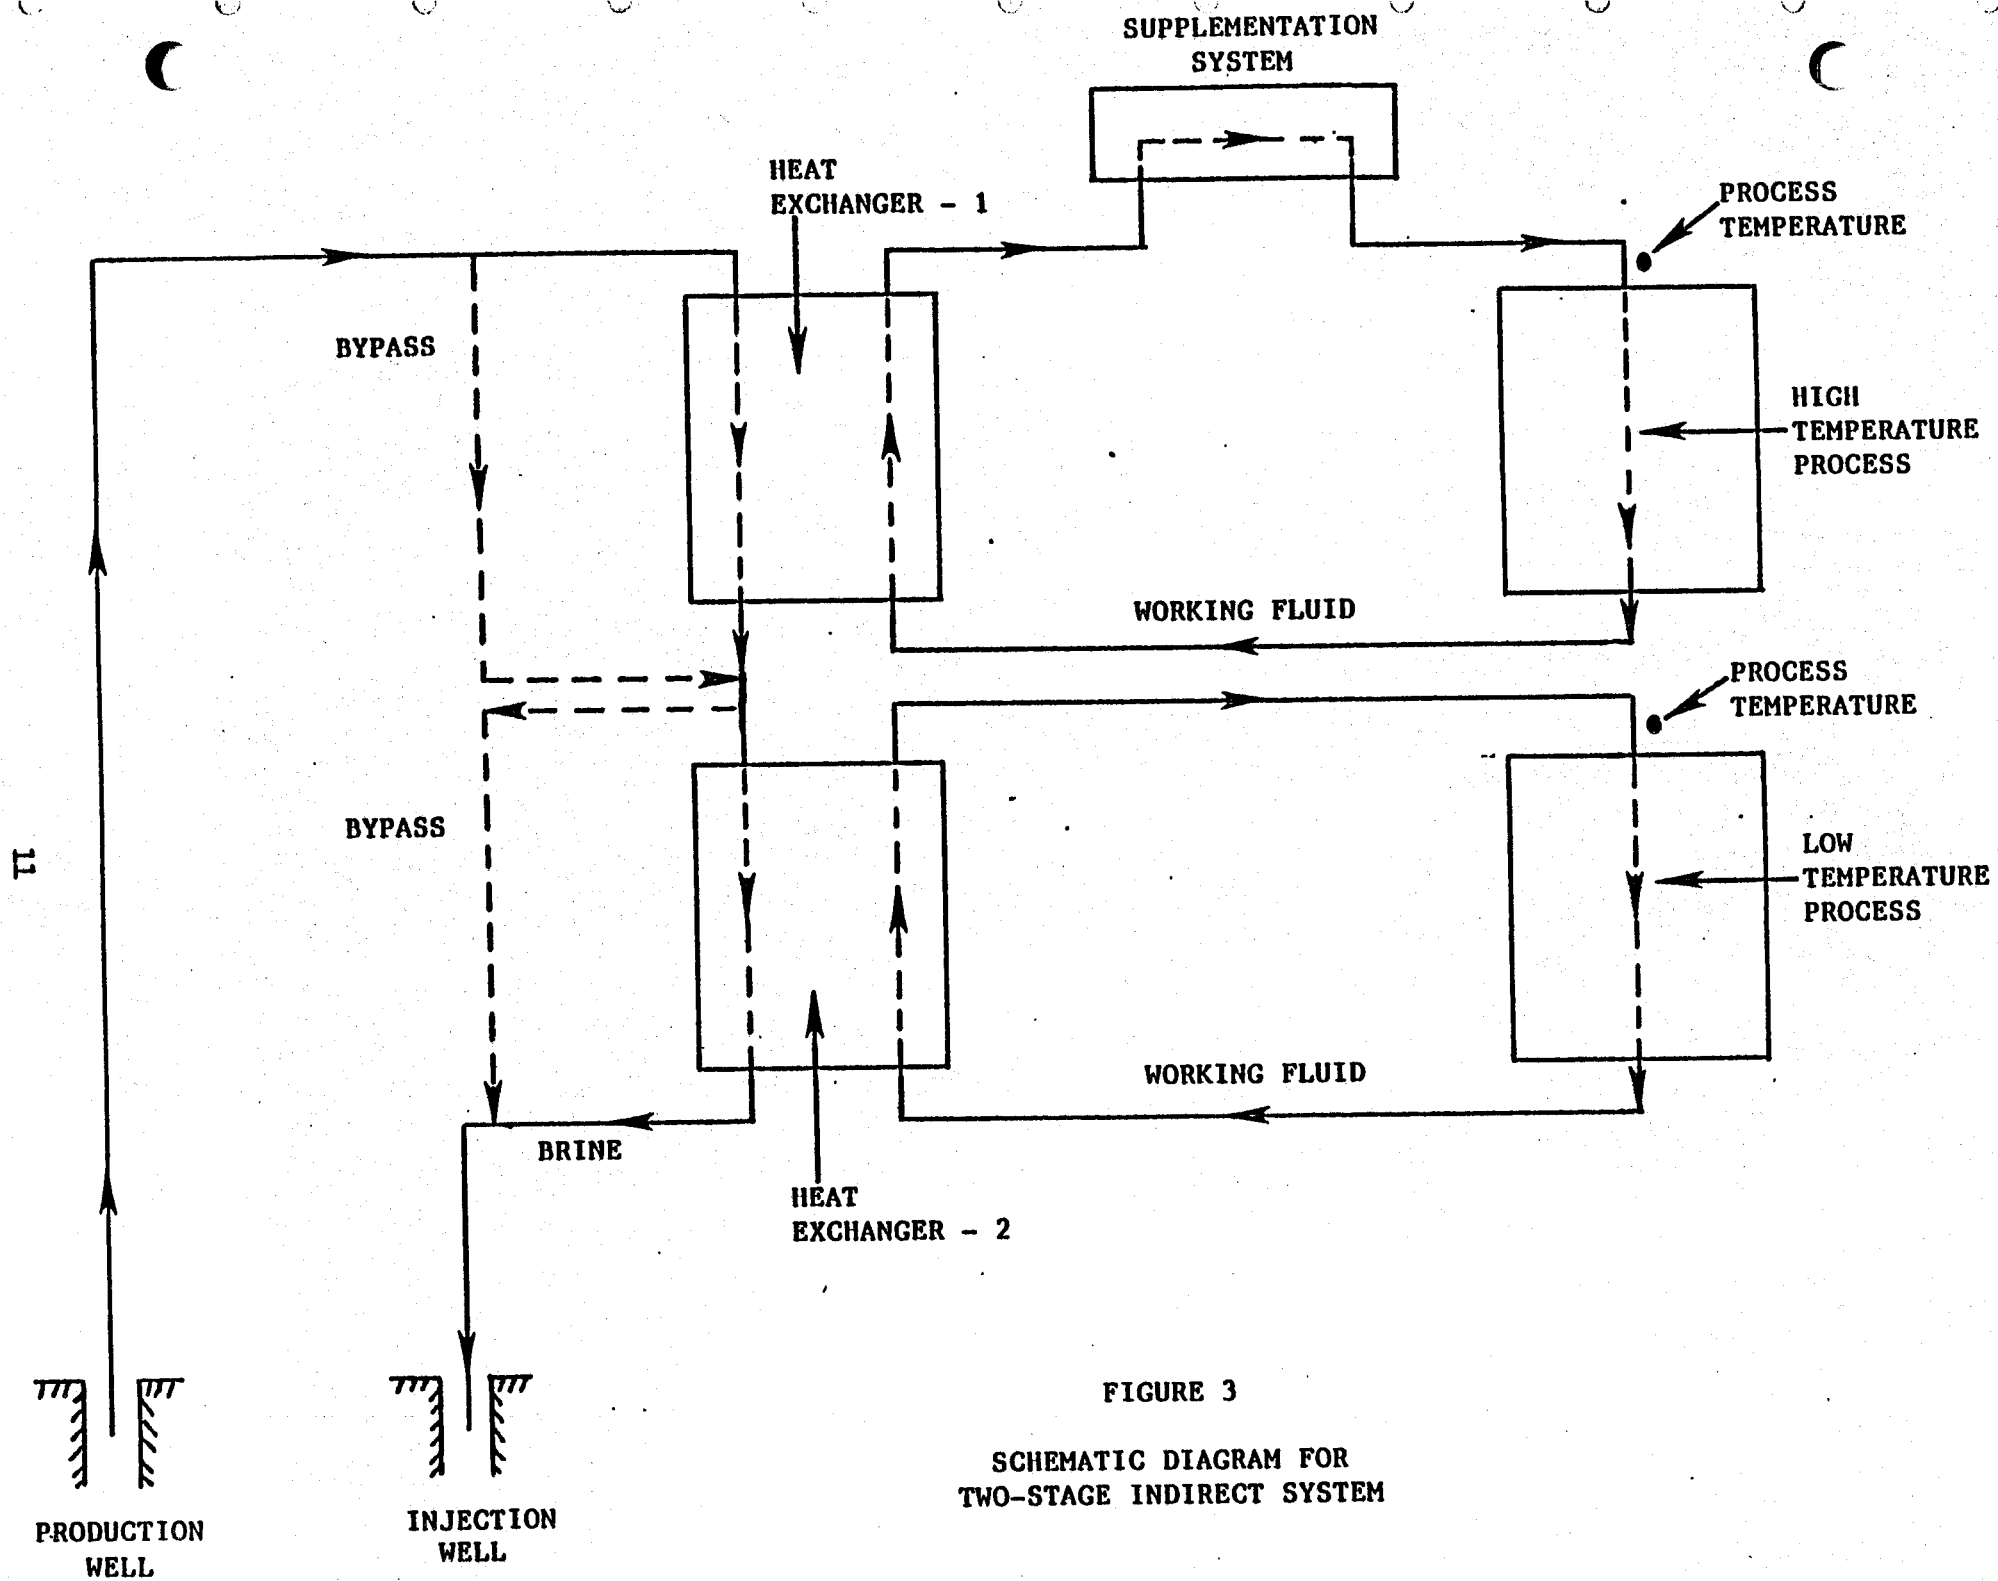 SUPPLEMENTATION
SYSTEM
HEAT
EXCHANGER - 1
PROCESS
TEMPERATURE
BYPASS
HIGH
TEMPERATURE
PROCESS
WORKING FLUID
PROCESS
TEMPERATURE
BYPASS
LOW
TEMPERATURE
PROCESS
11
WORKING FLUID
BRINE
HEAT
EXCHANGER - 2
FIGURE 3
SCHEMATIC DIAGRAM FOR
TWO-STAGE INDIRECT SYSTEM
PRODUCTION
WELL
INJECTION
WELL